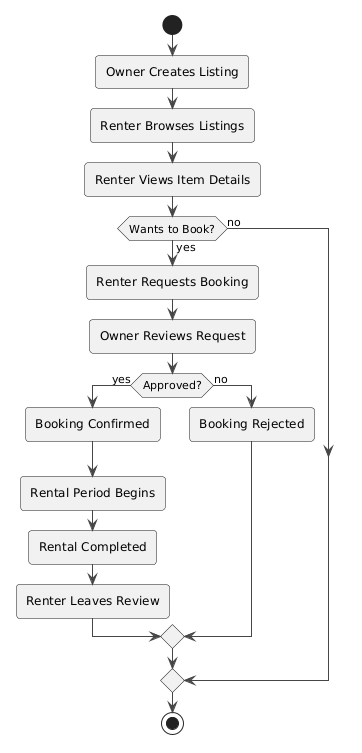 Owner Creates Listing
Renter Browses Listings
Renter Views Item Details
Wants to Book?
no
yes
Renter Requests Booking
Owner Reviews Request
yes
Approved?
no
Booking Confirmed
Booking Rejected
Rental Period Begins
Rental Completed
Renter Leaves Review